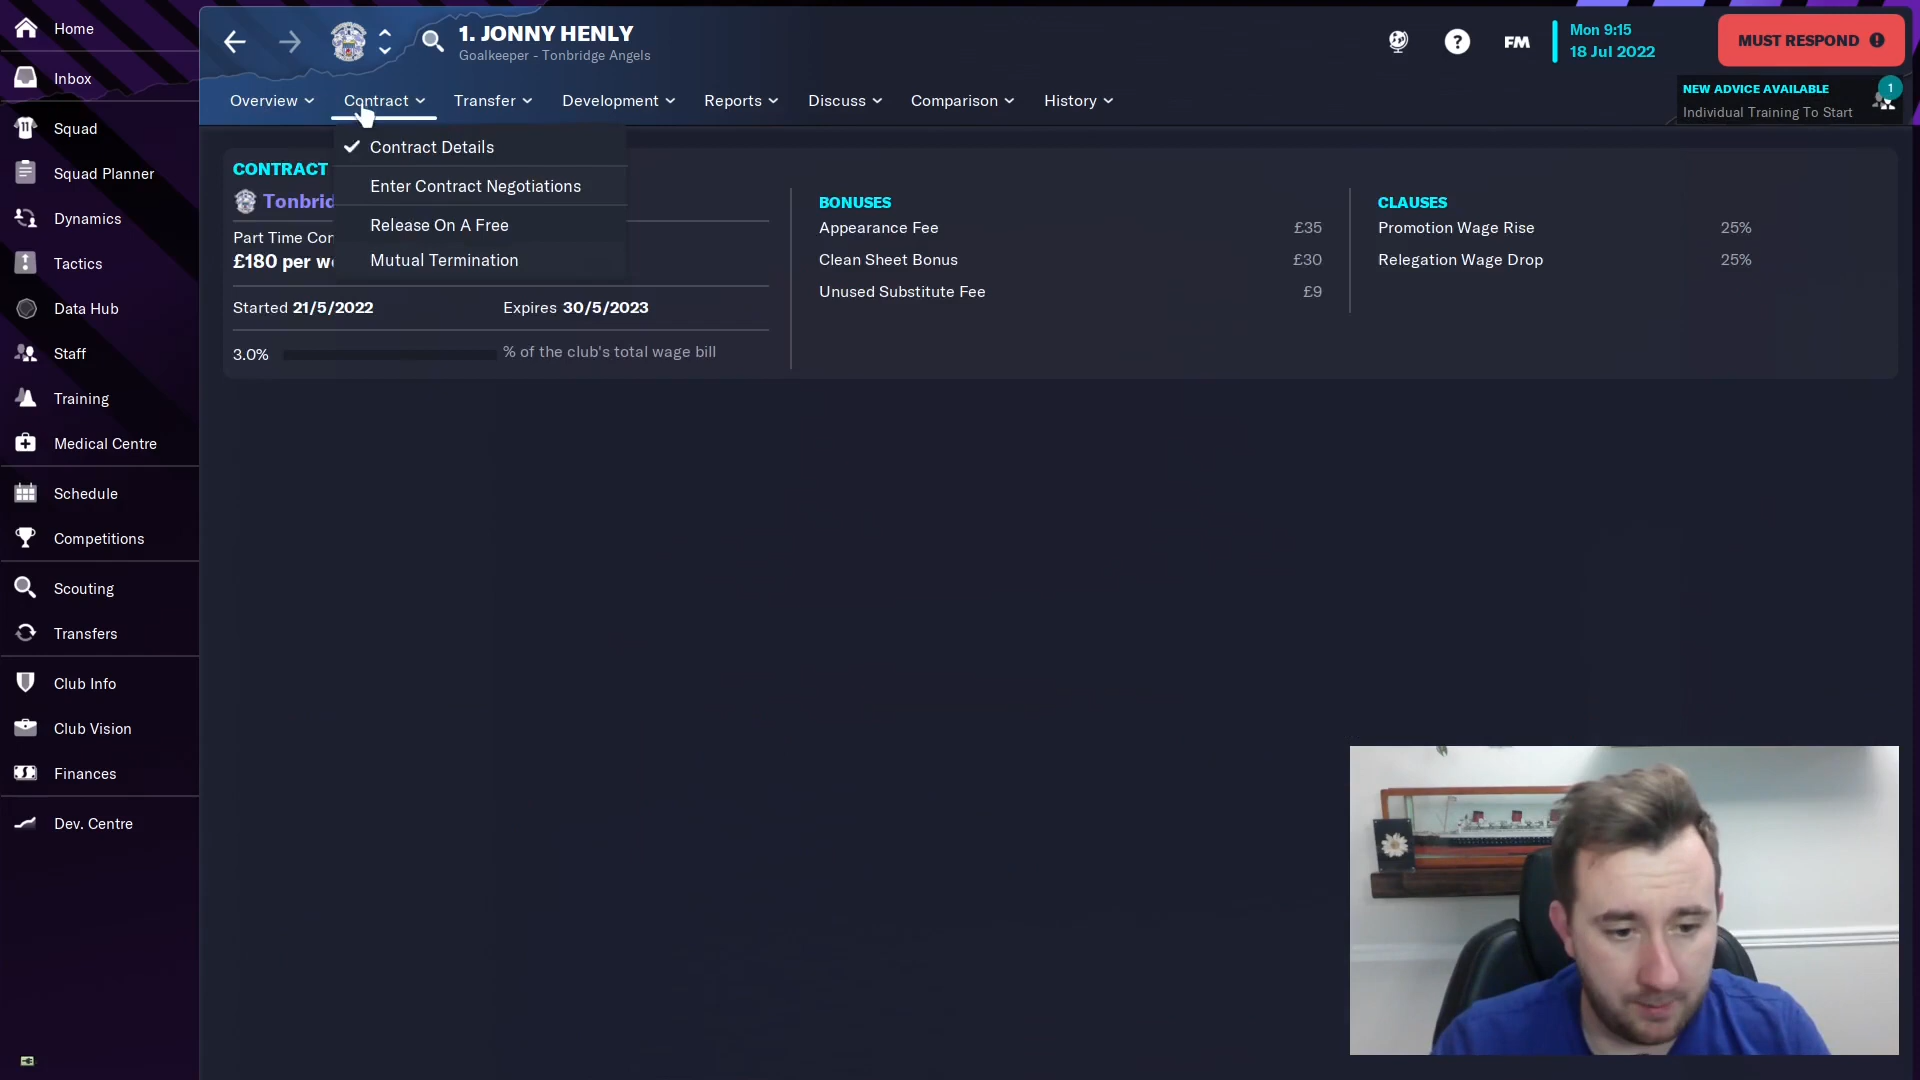 Home
Inbox
Squad
Squad Planner
Dynamics
Tactics
Data Hub
Staff
Training
Medical Centre
Schedule
Competitions
Scouting
Transfers
Club Info
Club Vision
Finances
Dev. Centre
1. JONNY HENLY
Goalkeeper - Tonbridge Angels
? FM
Mon 9:15
18 Jul 2022
MUST RESPOND
Overview Contract Transfer Development Reports Discuss Comparison History
NEW ADVICE AVAILABLE 1
Individual Training To Start
Contract Details
Enter Contract Negotiations
Release On A Free
Mutual Termination
CONTRACT
Tonbrid
Part Time Con
£180 per we
Started 21/5/2022 Expires 30/5/2023
3.0% % of the club's total wage bill
BONUSES
Appearance Fee £35
Clean Sheet Bonus £30
Unused Substitute Fee £9
CLAUSES
Promotion Wage Rise 25%
Relegation Wage Drop 25%